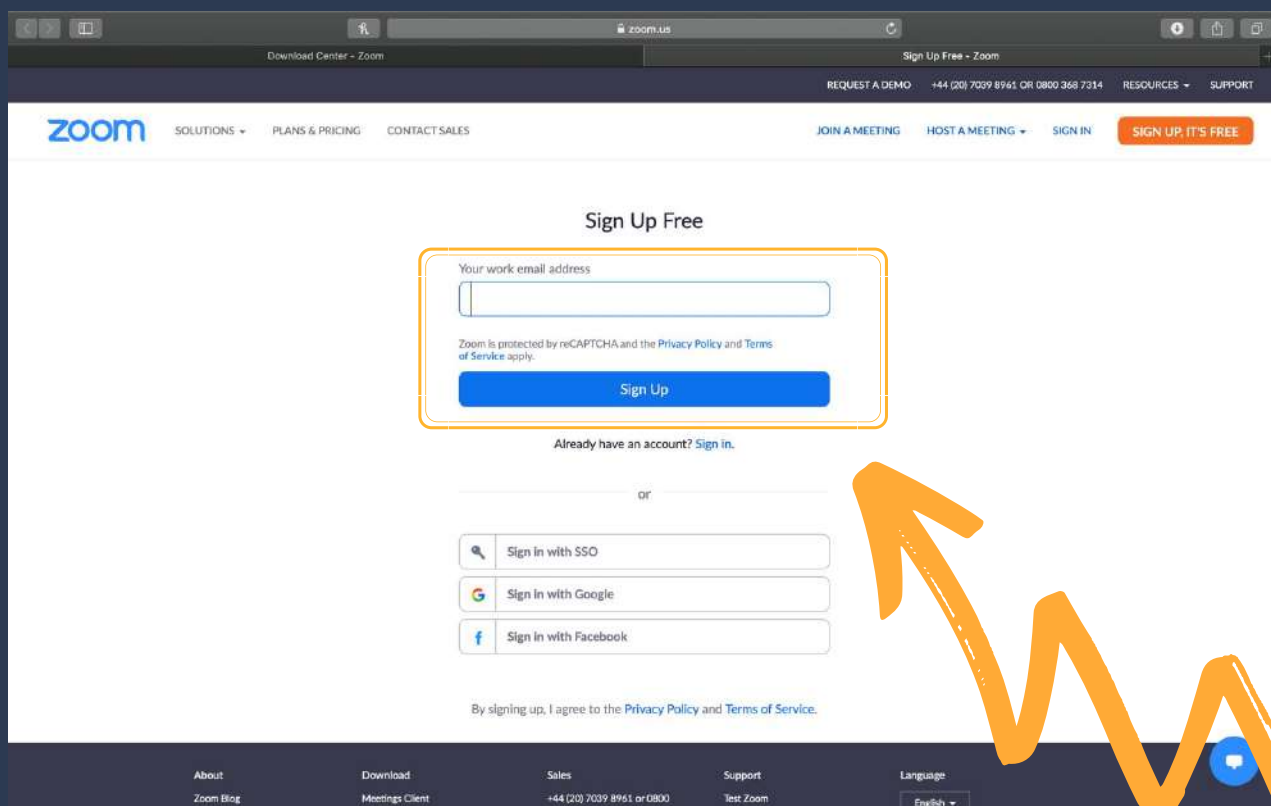 zoom.us
Download Center - Zoom
Sign Up Free - Zoom
REQUEST A DEMO +44 (20) 7039 8961 OR 0800 368 7314 RESOURCES SUPPORT
zoom SOLUTIONS PLANS & PRICING CONTACT SALES JOIN A MEETING HOST A MEETING SIGN IN SIGN UP, IT'S FREE
Sign Up Free
Your work email address
Zoom is protected by reCAPTCHA and the Privacy Policy and Terms
of Service apply.
Sign Up
Already have an account? Sign in.
or
Sign in with SSO
Sign in with Google
Sign in with Facebook
By signing up, I agree to the Privacy Policy and Terms of Service.
About Download Sales Support Language
Zoom Blog Meetings Client +44 (20) 7039 8961 or 0800 Test Zoom English